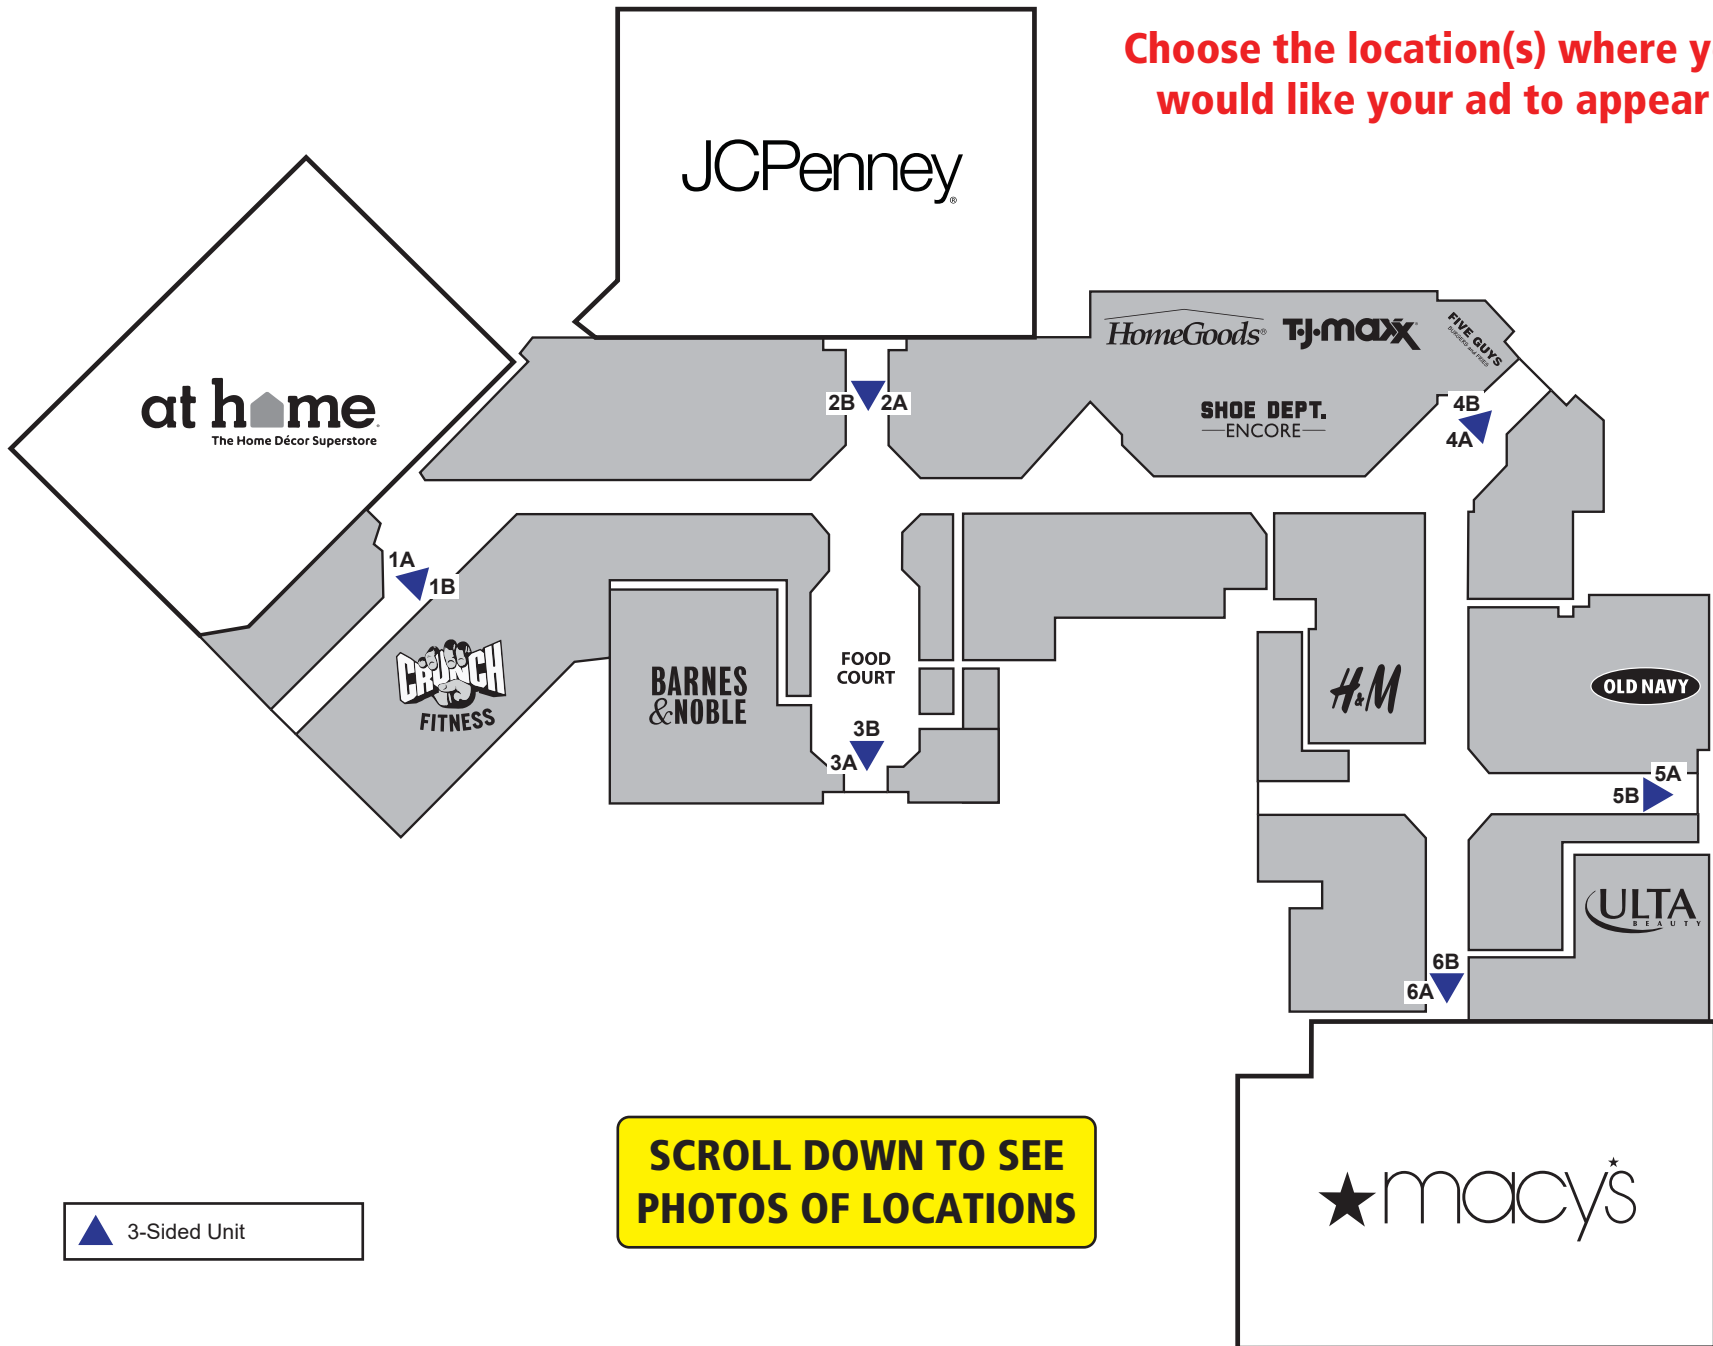 Choose the location(s) where y
would like your ad to appear
JCPenney®
at home
The Home Décor Superstore
HomeGoods®
T·J·maxx
FIVE GUYS
BURGERS and FRIES
SHOE DEPT.
ENCORE
2B 2A
4B
4A
1A
1B
CRUNCH
FITNESS
BARNES
&NOBLE
FOOD
COURT
3B
3A
H&M
OLD NAVY
5A
5B
ULTA
BEAUTY
6B
6A
SCROLL DOWN TO SEE
PHOTOS OF LOCATIONS
macy's
3-Sided Unit